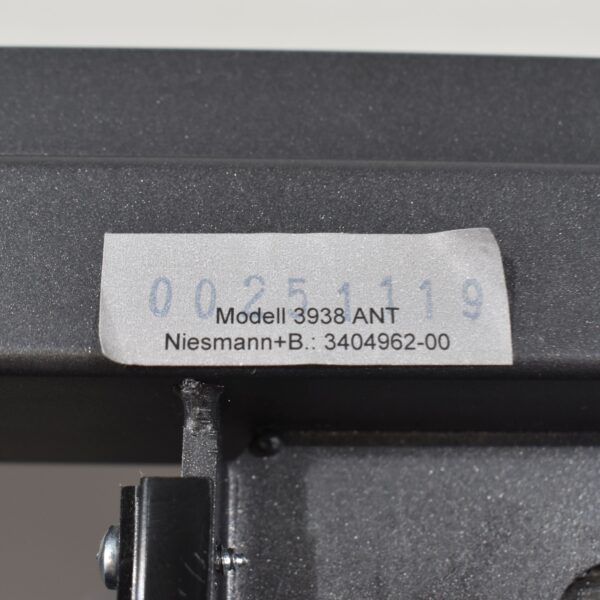 00251119
Modell 3938 ANT
Niesmann+B.: 3404962-00